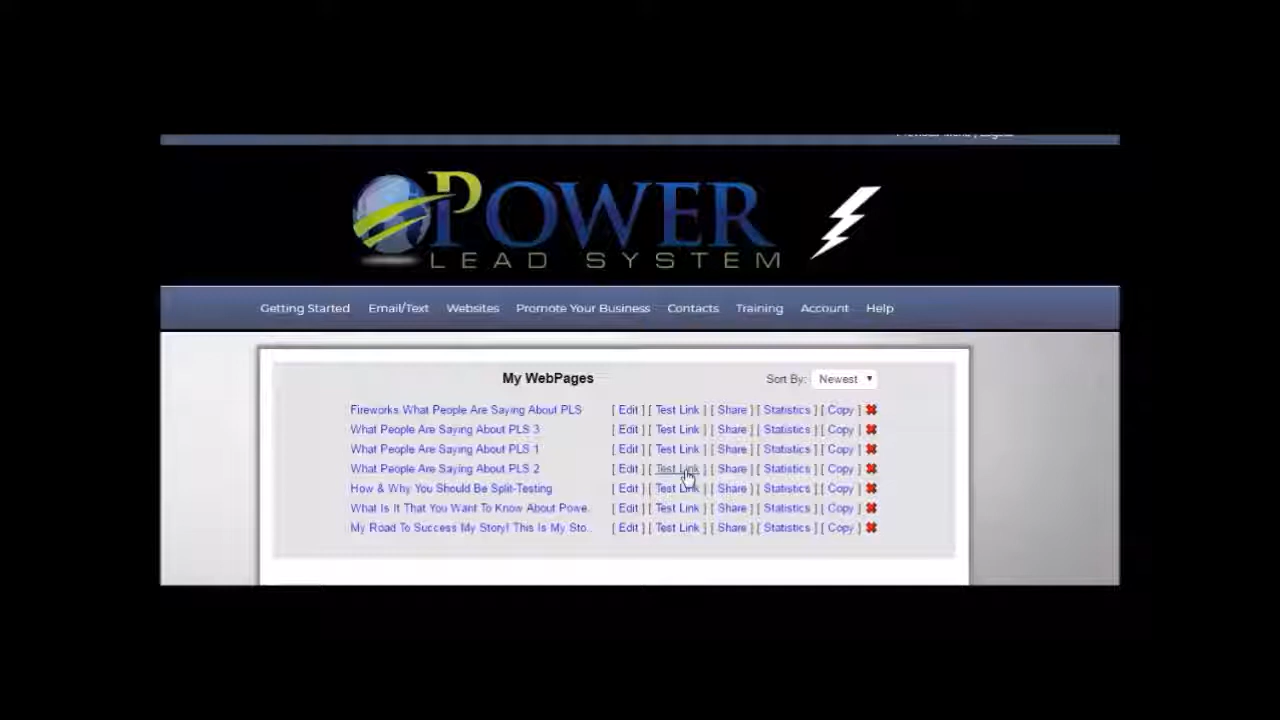 POWER
LEAD SYSTEM
Getting Started Email/Text Websites Promote Your Business Contacts Training Account Help
My WebPages Sort By: Newest
Fireworks What People Are Saying About PLS [ Edit ] [ Test Link ] [ Share ] [ Statistics ] [ Copy ]
What People Are Saying About PLS 3 [ Edit ] [ Test Link ] [ Share ] [ Statistics ] [ Copy ]
What People Are Saying About PLS 1 [ Edit ] [ Test Link ] [ Share ] [ Statistics ] [ Copy ]
What People Are Saying About PLS 2 [ Edit ] [ Test Link ] [ Share ] [ Statistics ] [ Copy ]
How & Why You Should Be Split-Testing [ Edit ] [ Test Link ] [ Share ] [ Statistics ] [ Copy ]
What Is It That You Want To Know About Powe.. [ Edit ] [ Test Link ] [ Share ] [ Statistics ] [ Copy ]
My Road To Success My Story! This Is My Sto.. [ Edit ] [ Test Link ] [ Share ] [ Statistics ] [ Copy ]